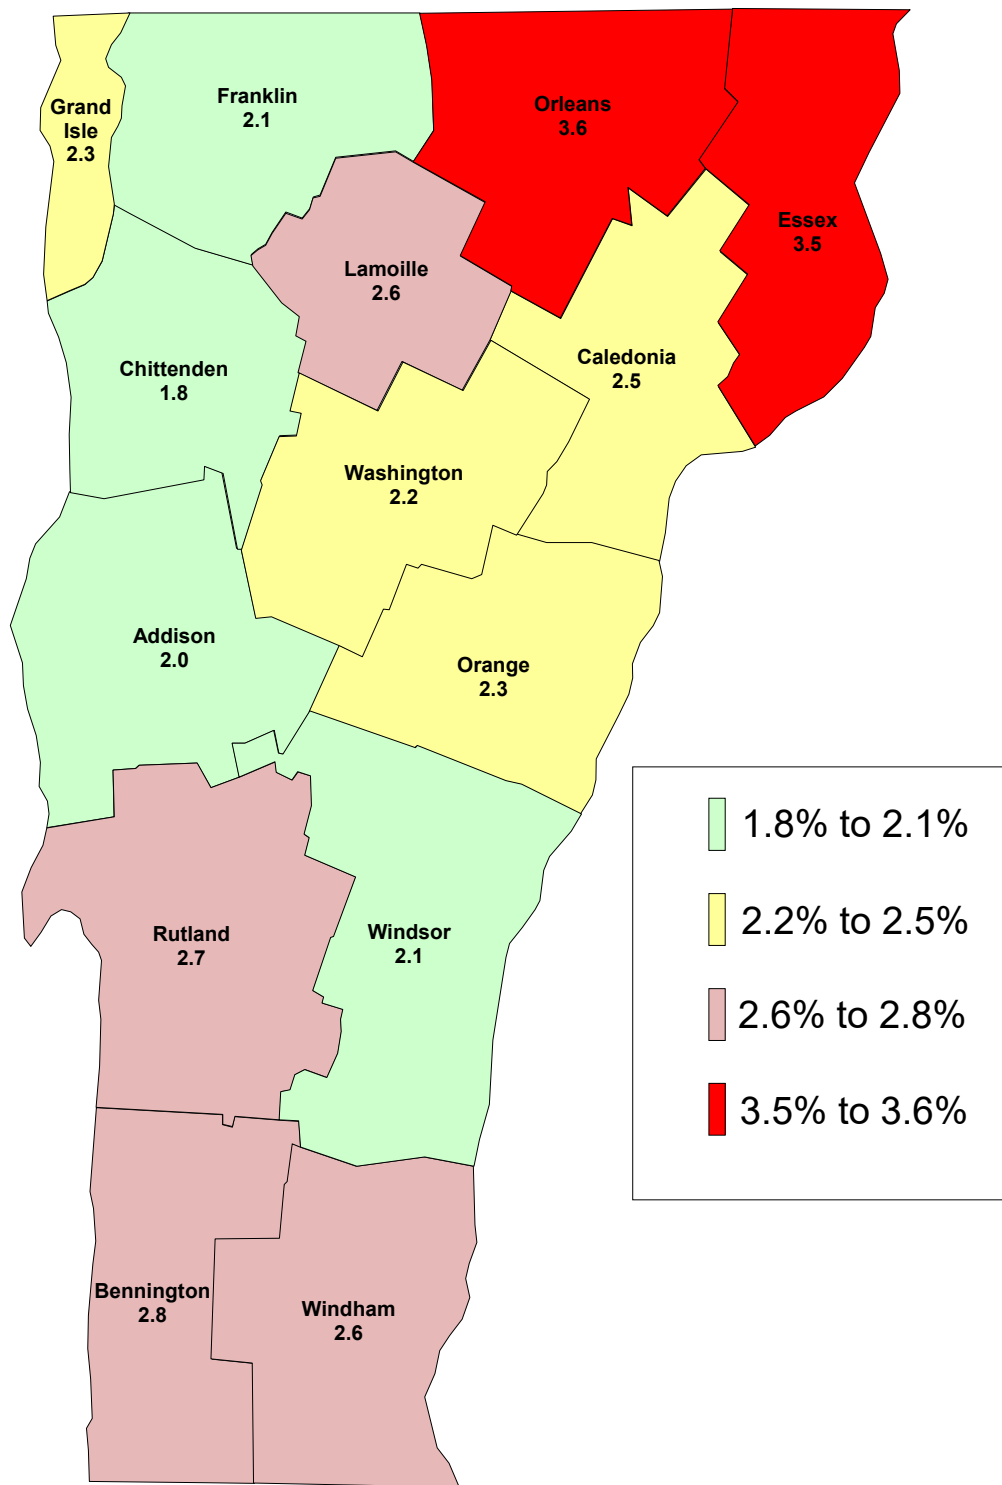 Grand
Isle
2.3
Franklin
2.1
Orleans
3.6
Essex
3.5
Lamoille
2.6
Chittenden
1.8
Caledonia
2.5
Washington
2.2
Addison
2.0
Orange
2.3
Rutland
2.7
Windsor
2.1
Bennington
2.8
Windham
2.6
1.8% to 2.1%
2.2% to 2.5%
2.6% to 2.8%
3.5% to 3.6%